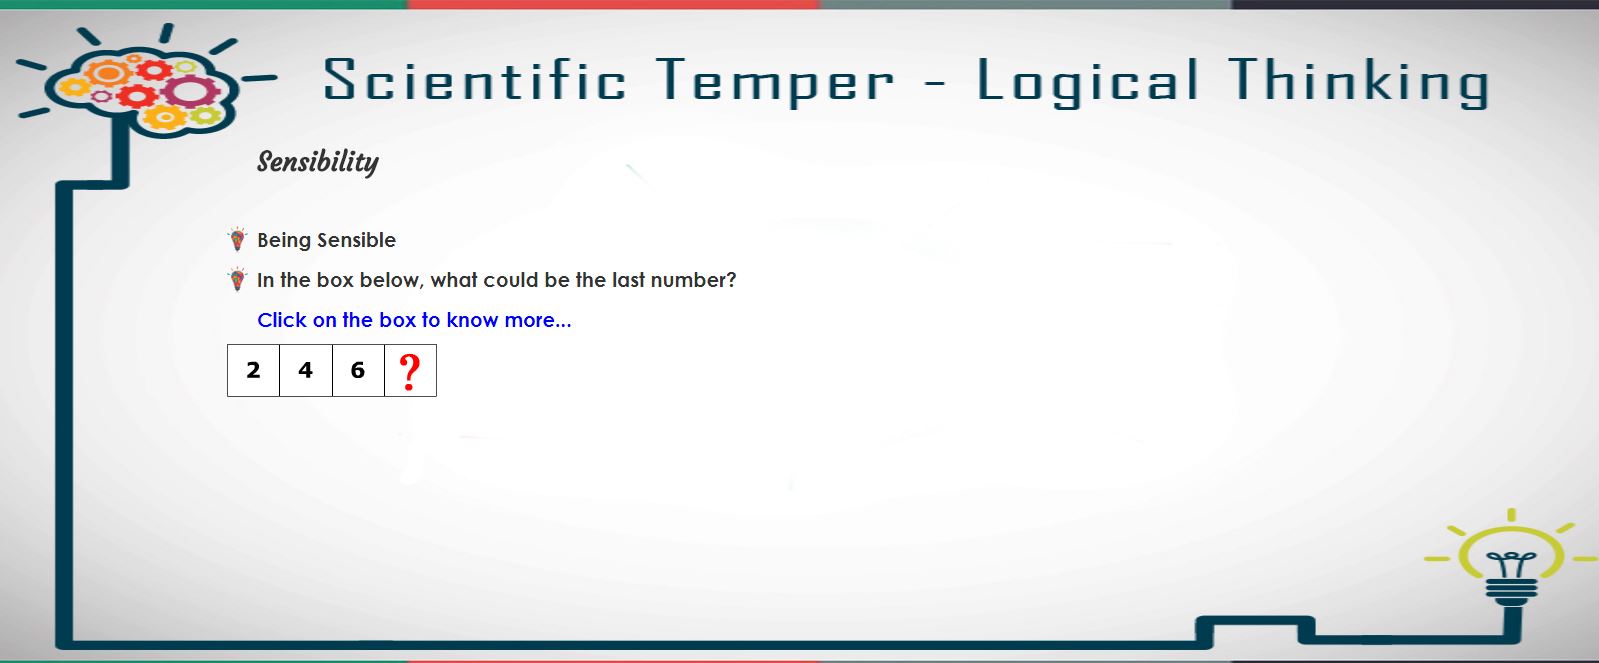 Scientific Temper - Logical Thinking
Sensibility
Being Sensible
In the box below, what could be the last number?
Click on the box to know more...
2 4 6 ?